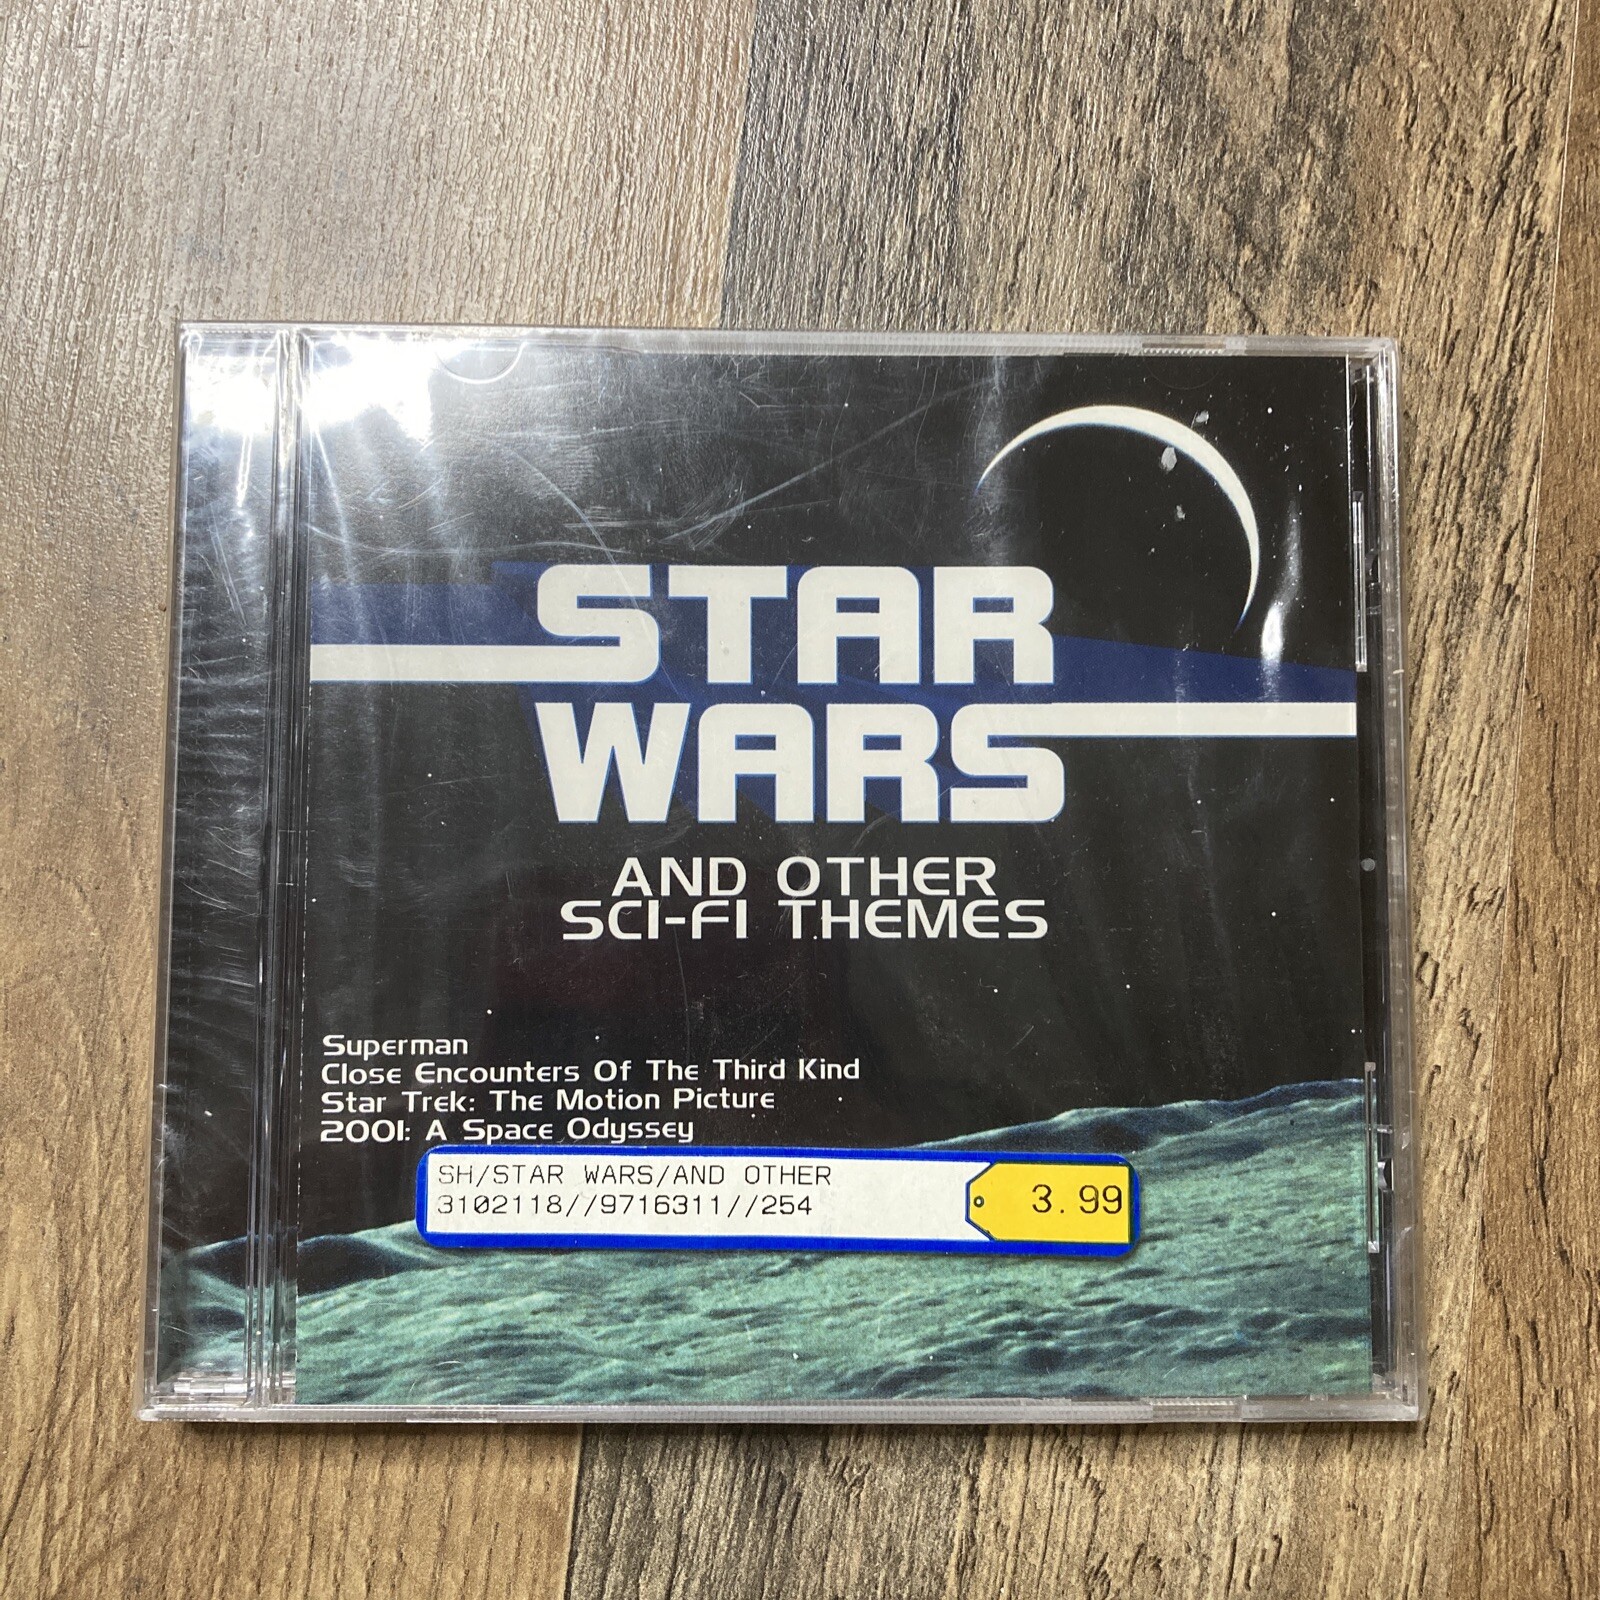 STAR
WARS
AND OTHER
SCI-FI THEMES
Superman
Close Encounters Of The Third Kind
Star Trek: The Motion Picture
2001: A Space Odyssey
SH/STAR WARS/AND OTHER
3102118//9716311//254
3.99